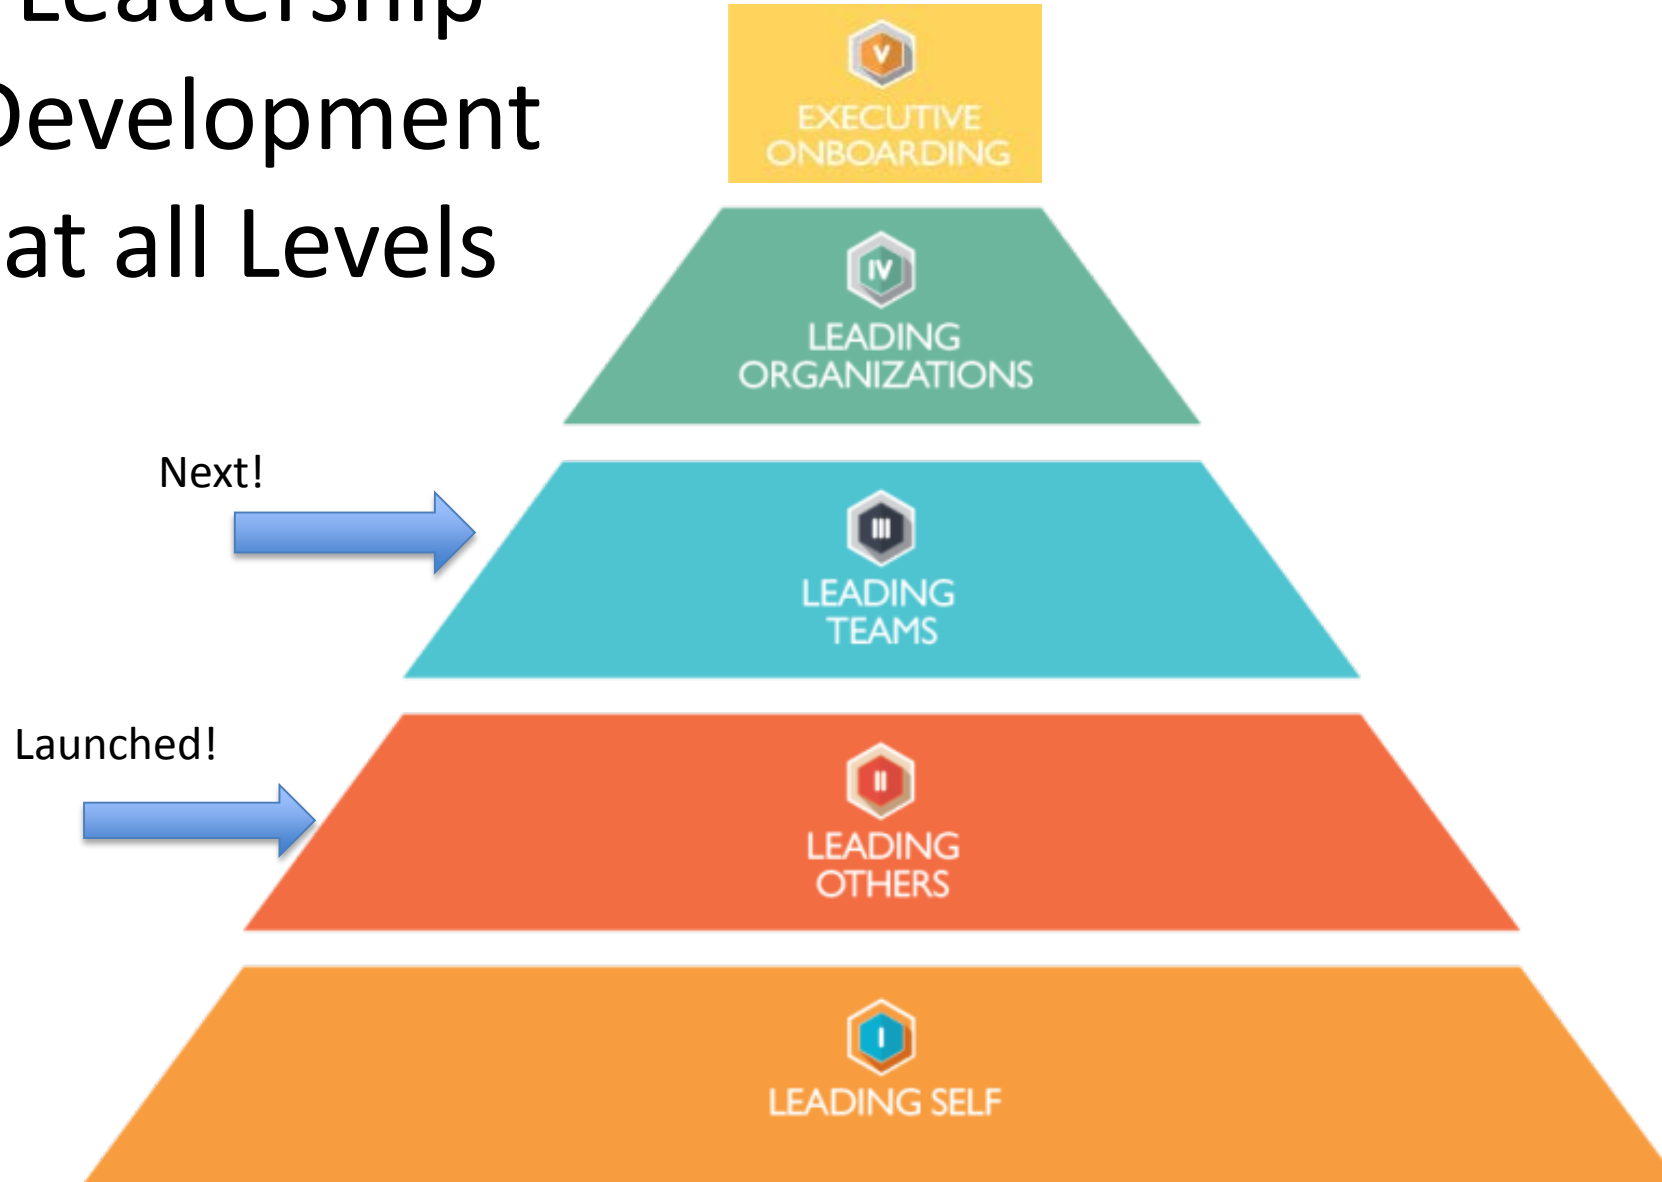 Leadership
Development
at all Levels
V
EXECUTIVE
ONBOARDING
IV
LEADING
ORGANIZATIONS
Next!
III
LEADING
TEAMS
Launched!
II
LEADING
OTHERS
I
LEADING SELF